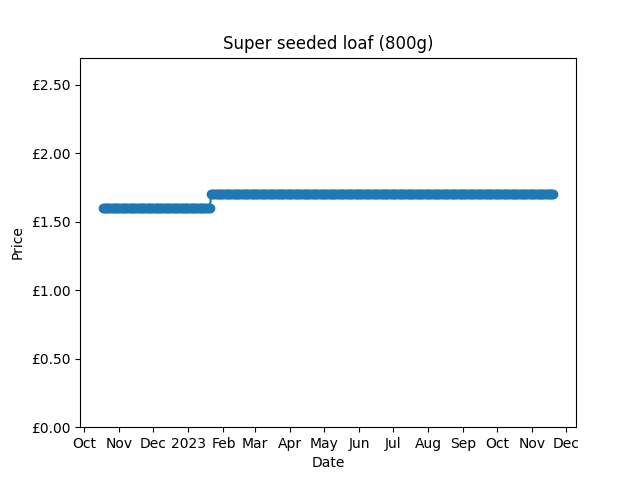 Super seeded loaf (800g)
£2.50
£2.00
£1.50
£1.00
£0.50
£0.00
Price
Oct Nov Dec 2023 Feb Mar Apr May Jun Jul Aug Sep Oct Nov Dec
Date